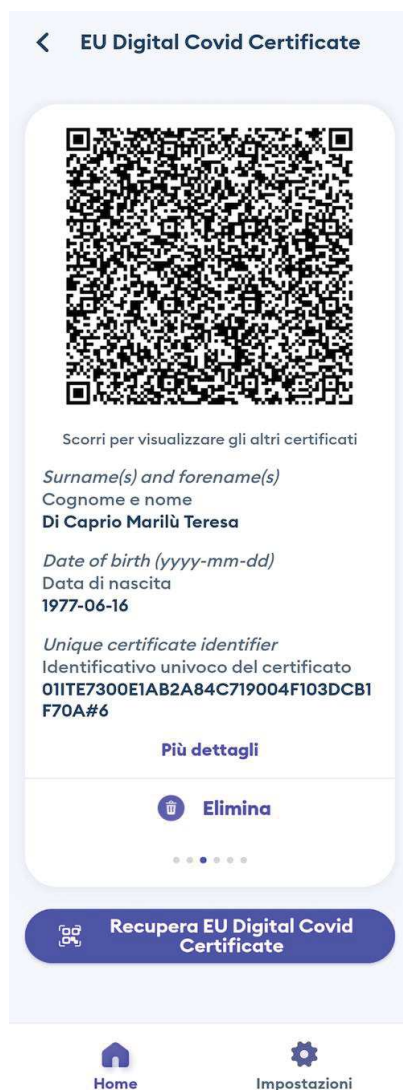 EU Digital Covid Certificate
Scorri per visualizzare gli altri certificati
Surname(s) and forename(s)
Cognome e nome
Di Caprio Marilù Teresa
Date of birth (yyyy-mm-dd)
Data di nascita
1977-06-16
Unique certificate identifier
Identificativo univoco del certificato
01ITE7300E1AB2A84C719004F103DCB1
F70A#6
Più dettagli
Elimina
Recupera EU Digital Covid
Certificate
Home
Impostazioni